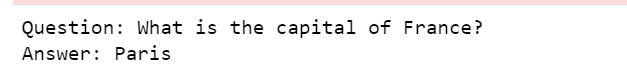 Question: What is the capital of France?
Answer: Paris